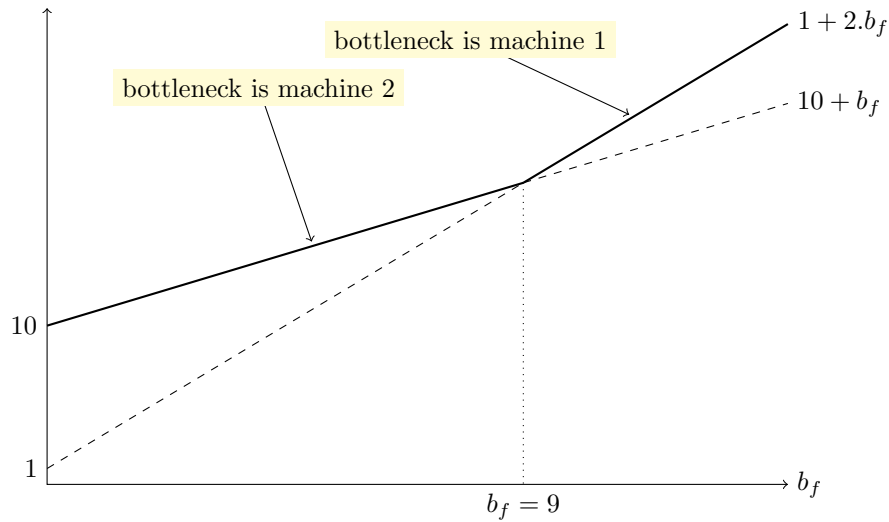 1 + 2.b_f
bottleneck is machine 1
bottleneck is machine 2
10 + b_f
10
1
b_f
b_f = 9